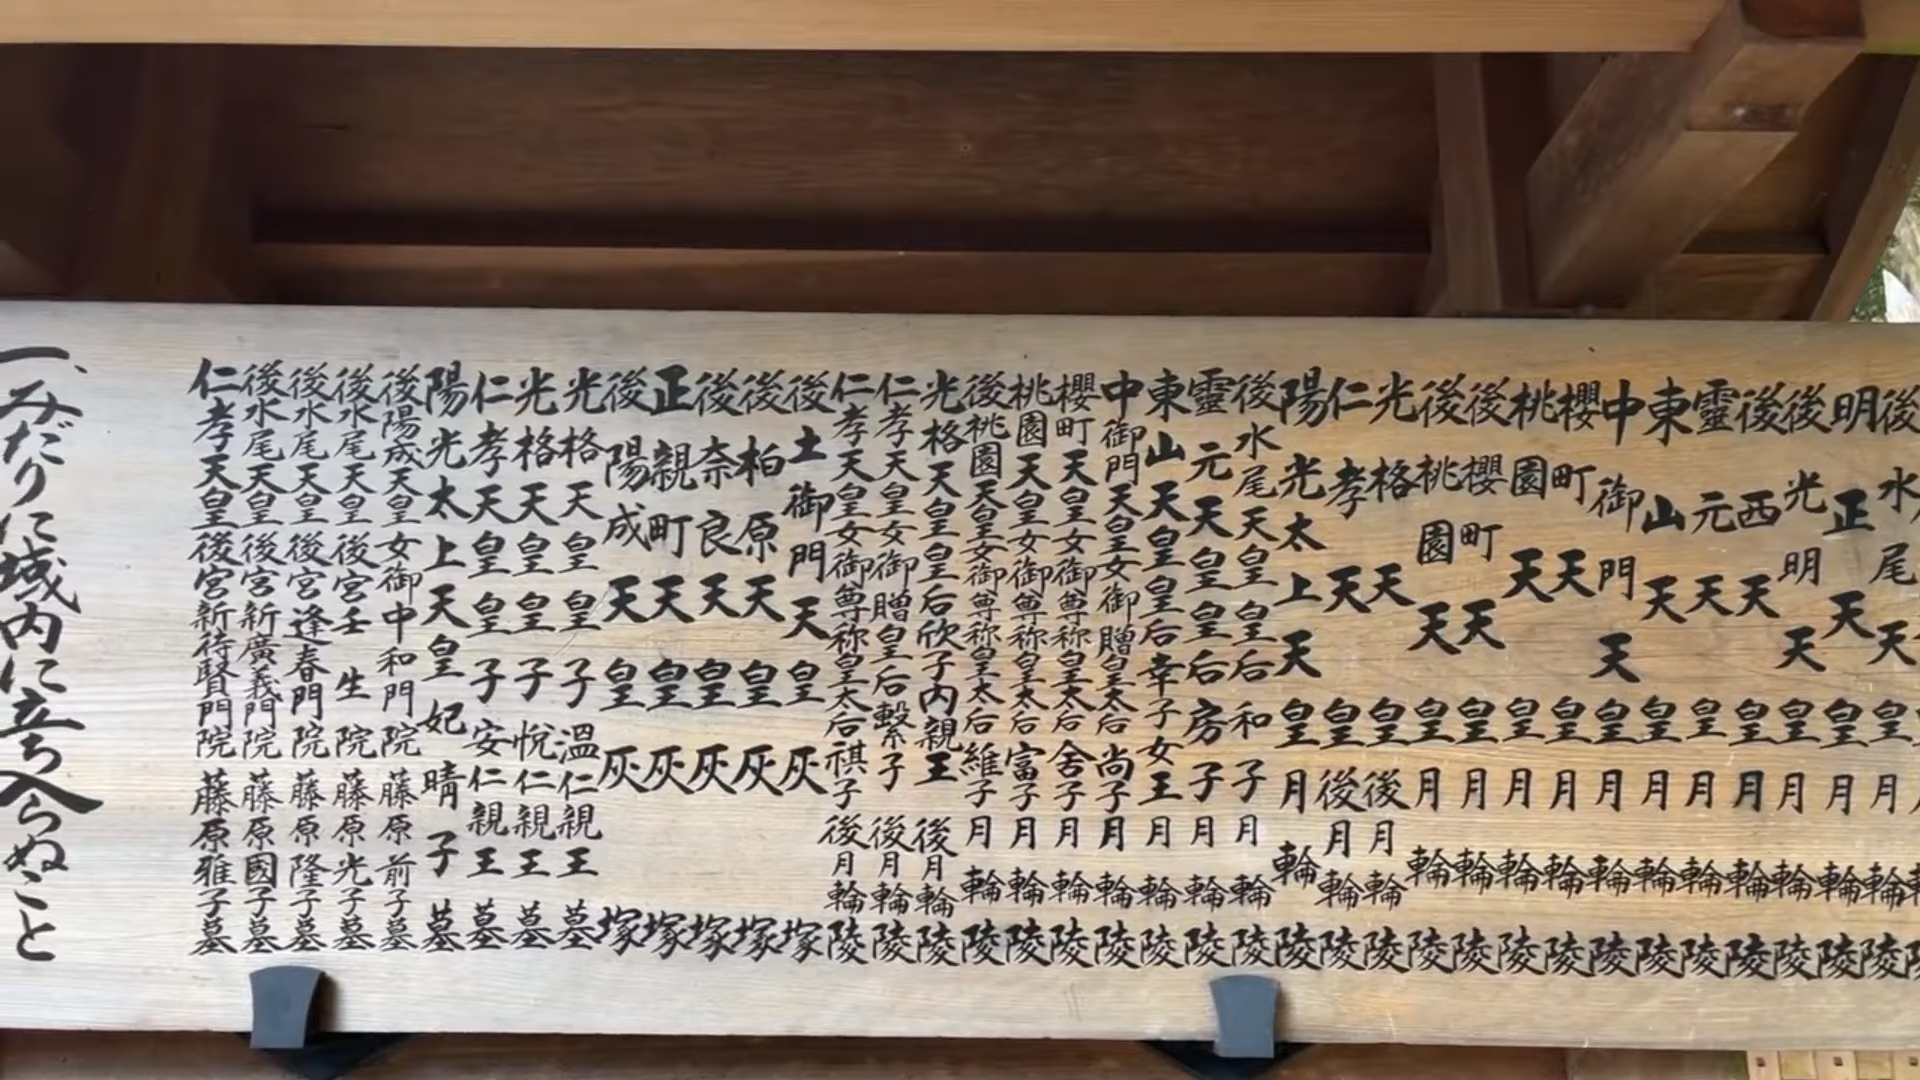 後水尾天皇月輪陵
明正天皇月輪陵
後光明天皇月輪陵
後西天皇月輪陵
靈元天皇月輪陵
東山天皇月輪陵
中御門天皇月輪陵
櫻町天皇月輪陵
桃園天皇月輪陵
後櫻町天皇月輪陵
後桃園天皇月輪陵
光格天皇後月輪陵
仁孝天皇後月輪陵
陽光太上天皇月輪陵
後水尾天皇皇后和子月輪陵
靈元天皇皇后房子月輪陵
東山天皇皇后幸子女王月輪陵
中御門天皇女御贈皇太后尚子月輪陵
櫻町天皇女御尊称皇太后舍子月輪陵
桃園天皇女御尊称皇太后富子月輪陵
後桃園天皇女御尊称皇太后維子月輪陵
光格天皇皇后欣子内親王後月輪陵
仁孝天皇女御贈皇后繫子後月輪陵
仁孝天皇女御尊称皇太后祺子後月輪陵
後土御門天皇灰塚
後柏原天皇灰塚
後奈良天皇灰塚
正親町天皇灰塚
後陽成天皇灰塚
光格天皇皇子溫仁親王墓
光格天皇皇子悅仁親王墓
仁孝天皇皇子安仁親王墓
陽光太上天皇妃晴子墓
後陽成天皇女御中和門院藤原前子墓
後水尾天皇後宮壬生院藤原光子墓
後水尾天皇後宮逢春門院藤原隆子墓
後水尾天皇後宮新廣義門院藤原國子墓
仁孝天皇後宮新待賢門院藤原雅子墓
一、みだりに域内に立ち入らぬこと